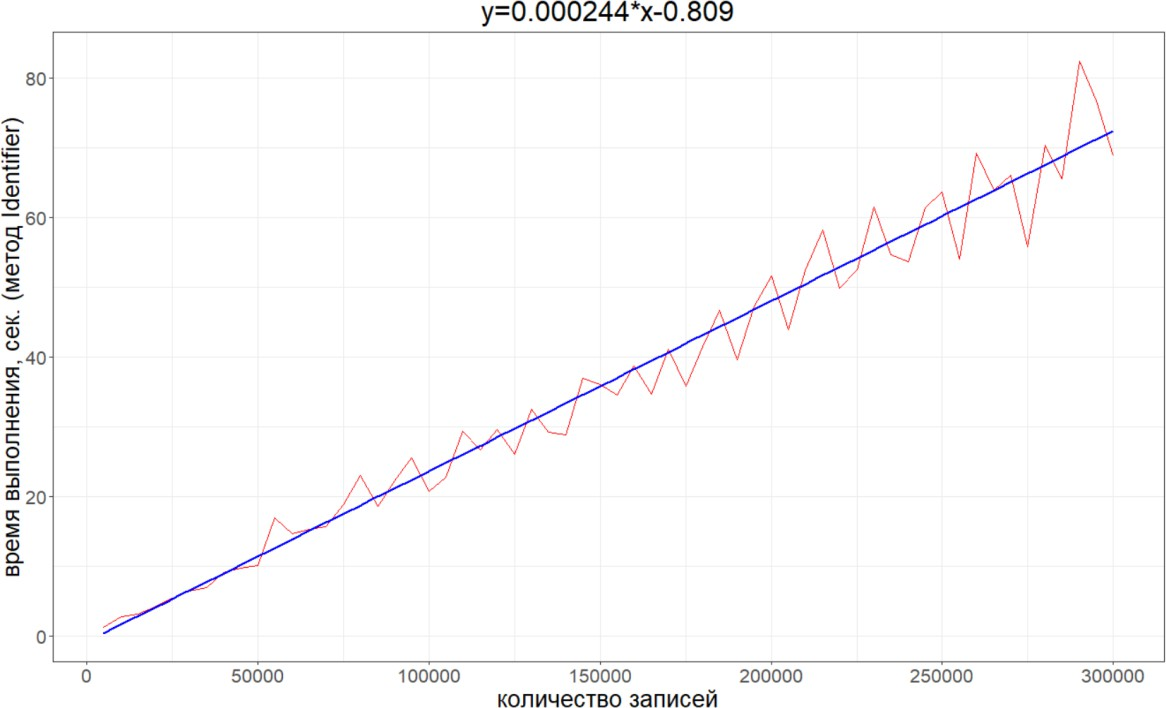 y=0.000244*x-0.809
время выполнения, сек. (метод Identifier)
80
60
40
20
0
0 50000 100000 150000 200000 250000 300000
количество записей